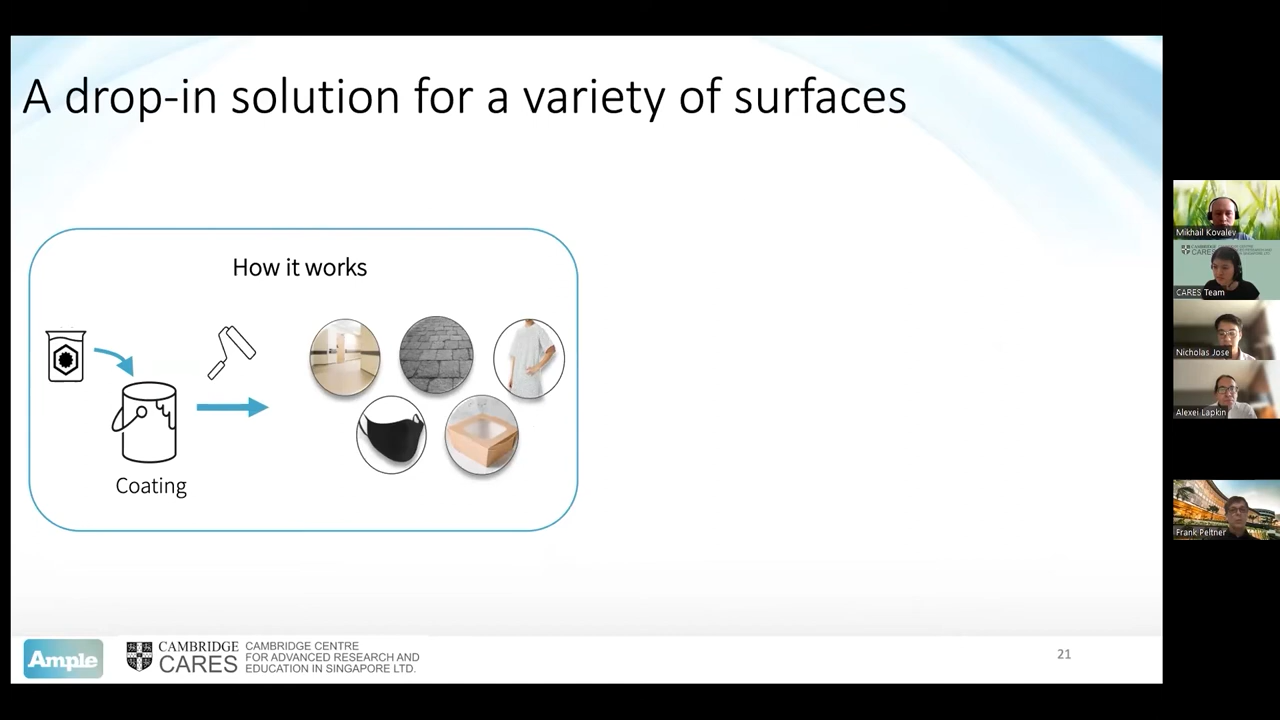 A drop-in solution for a variety of surfaces
How it works
Coating
Ample
CAMBRIDGE
CARES
CAMBRIDGE CENTRE
FOR ADVANCED RESEARCH AND
EDUCATION IN SINGAPORE LTD.
21
Mikhail Kovalev
CARES Team
Nicholas Jose
Alexei Lapkin
Frank Peltner